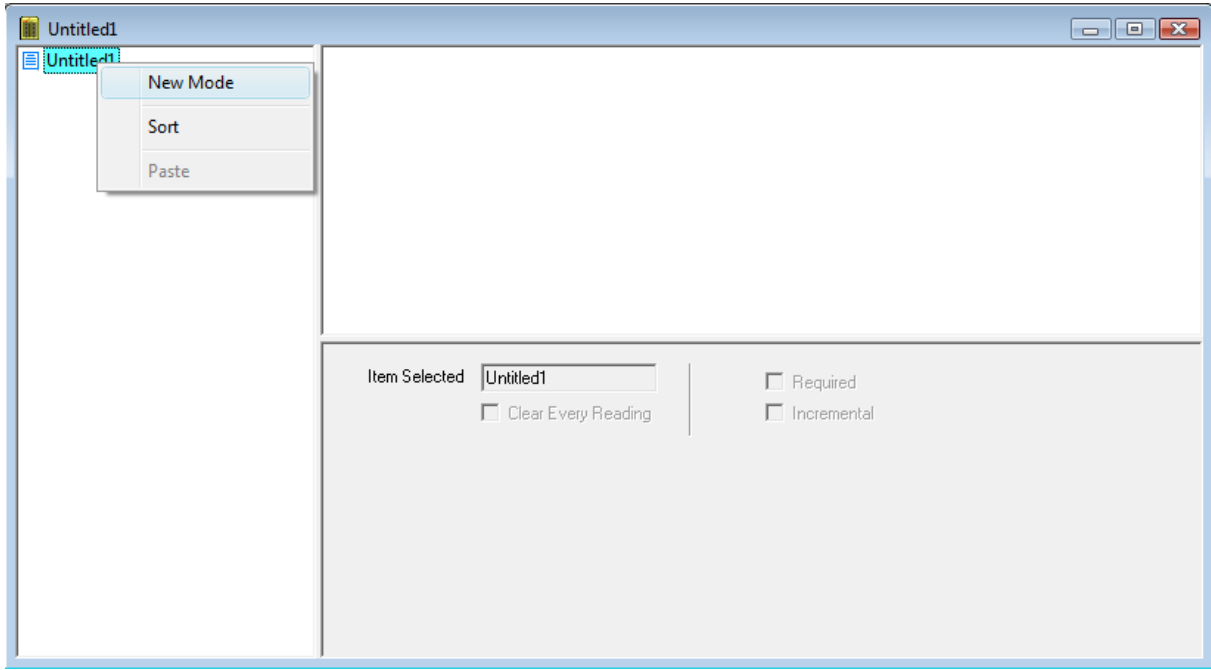 Untitled1
Untitled1
New Mode
Sort
Paste
Item Selected Untitled1
Clear Every Reading
Required
Incremental